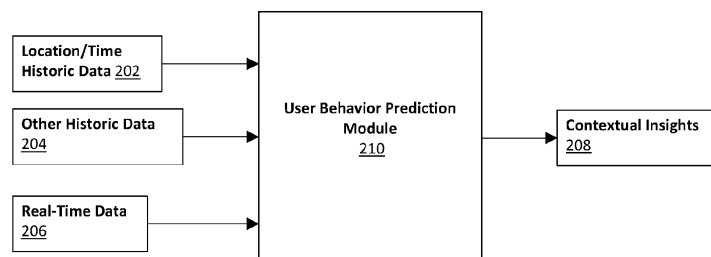 Location/Time
Historic Data 202
Other Historic Data
204
Real-Time Data
206
User Behavior Prediction
Module
210
Contextual Insights
208